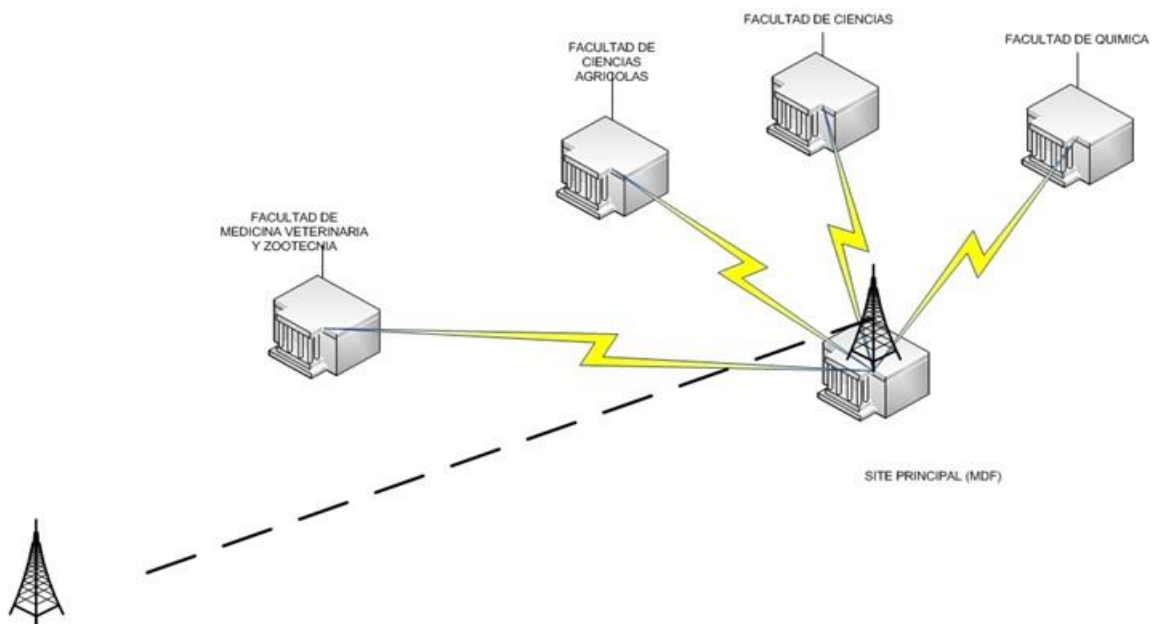 FACULTAD DE CIENCIAS
FACULTAD DE QUIMICA
FACULTAD DE
CIENCIAS
AGRICOLAS
FACULTAD DE
MEDICINA VETERINARIA
Y ZOOTECNIA
SITE PRINCIPAL (MDF)